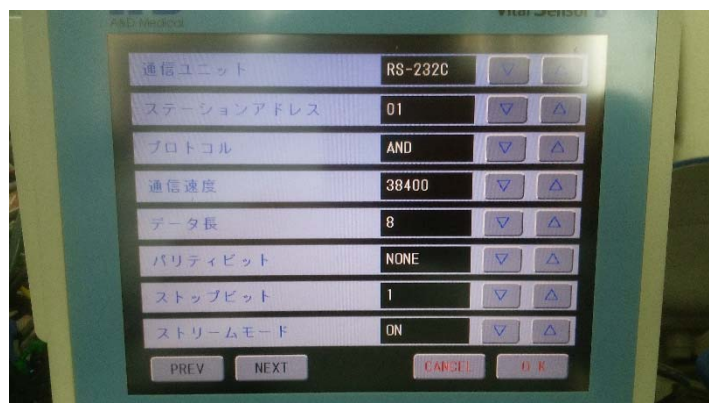 A&D Medical
Vital Sensor
通信ユニット RS-232C ▽ △
ステーションアドレス 01 ▽ △
プロトコル AND ▽ △
通信速度 38400 ▽ △
データ長 8 ▽ △
パリティビット NONE ▽ △
ストップビット 1 ▽ △
ストリームモード ON ▽ △
PREV NEXT CANCEL O K